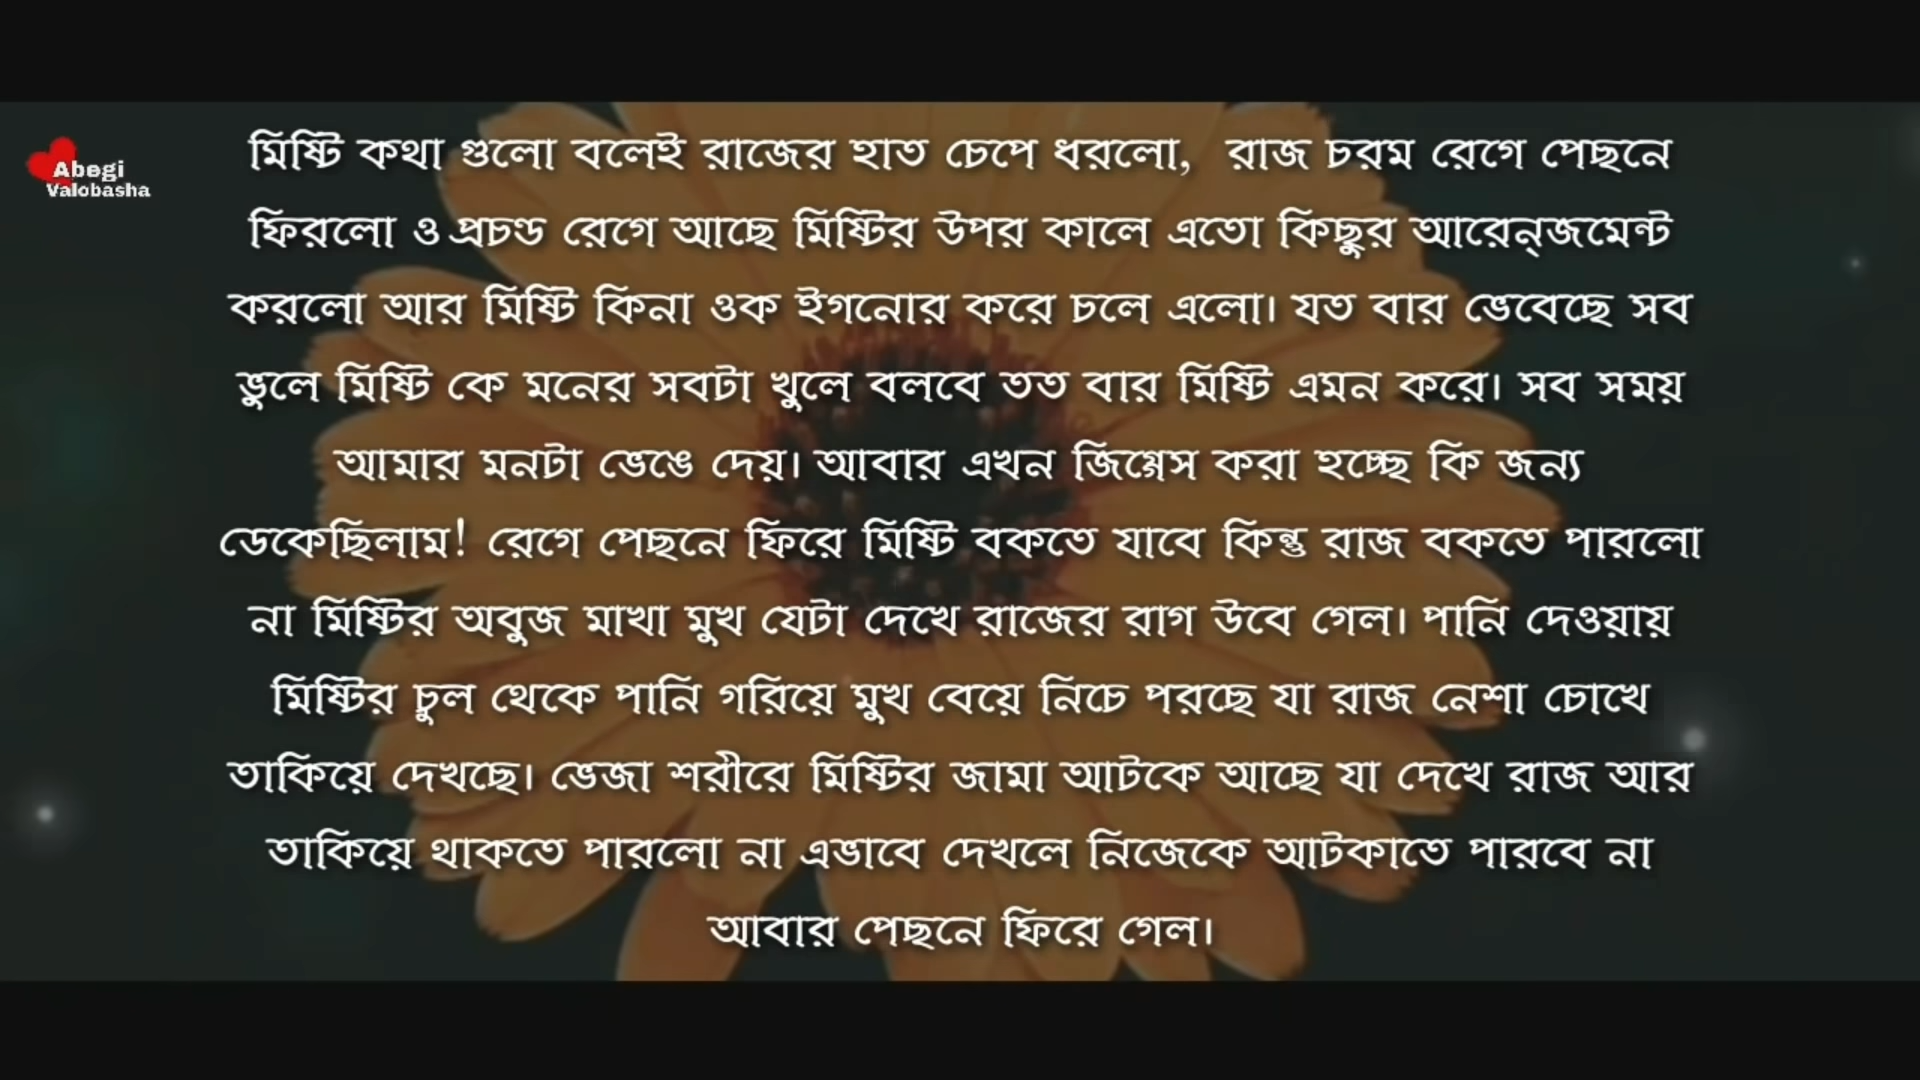 Abegi
Valobasha
মিষ্টি কথা গুলো বলেই রাজের হাত চেপে ধরলো, রাজ চরম রেগে পেছনে
ফিরলো ও প্রচন্ড রেগে আছে মিষ্টির উপর কালে এতো কিছুর আরেন্‌জমেন্ট
করলো আর মিষ্টি কিনা ওক ইগনোর করে চলে এলো। যত বার ভেবেছে সব
ভুলে মিষ্টি কে মনের সবটা খুলে বলবে তত বার মিষ্টি এমন করে। সব সময়
আমার মনটা ভেঙে দেয়। আবার এখন জিগ্গেস করা হচ্ছে কি জন্য
ডেকেছিলাম! রেগে পেছনে ফিরে মিষ্টি বকতে যাবে কিন্তু রাজ বকতে পারলো
না মিষ্টির অবুজ মাখা মুখ যেটা দেখে রাজের রাগ উবে গেল। পানি দেওয়ায়
মিষ্টির চুল থেকে পানি গরিয়ে মুখ বেয়ে নিচে পরছে যা রাজ নেশা চোখে
তাকিয়ে দেখছে। ভেজা শরীরে মিষ্টির জামা আটকে আছে যা দেখে রাজ আর
তাকিয়ে থাকতে পারলো না এভাবে দেখলে নিজেকে আটকাতে পারবে না
আবার পেছনে ফিরে গেল।